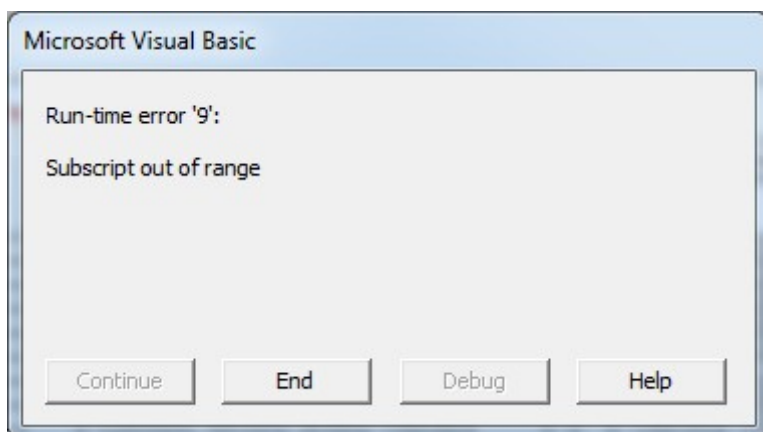 Microsoft Visual Basic
Run-time error '9':
Subscript out of range
Continue End Debug Help